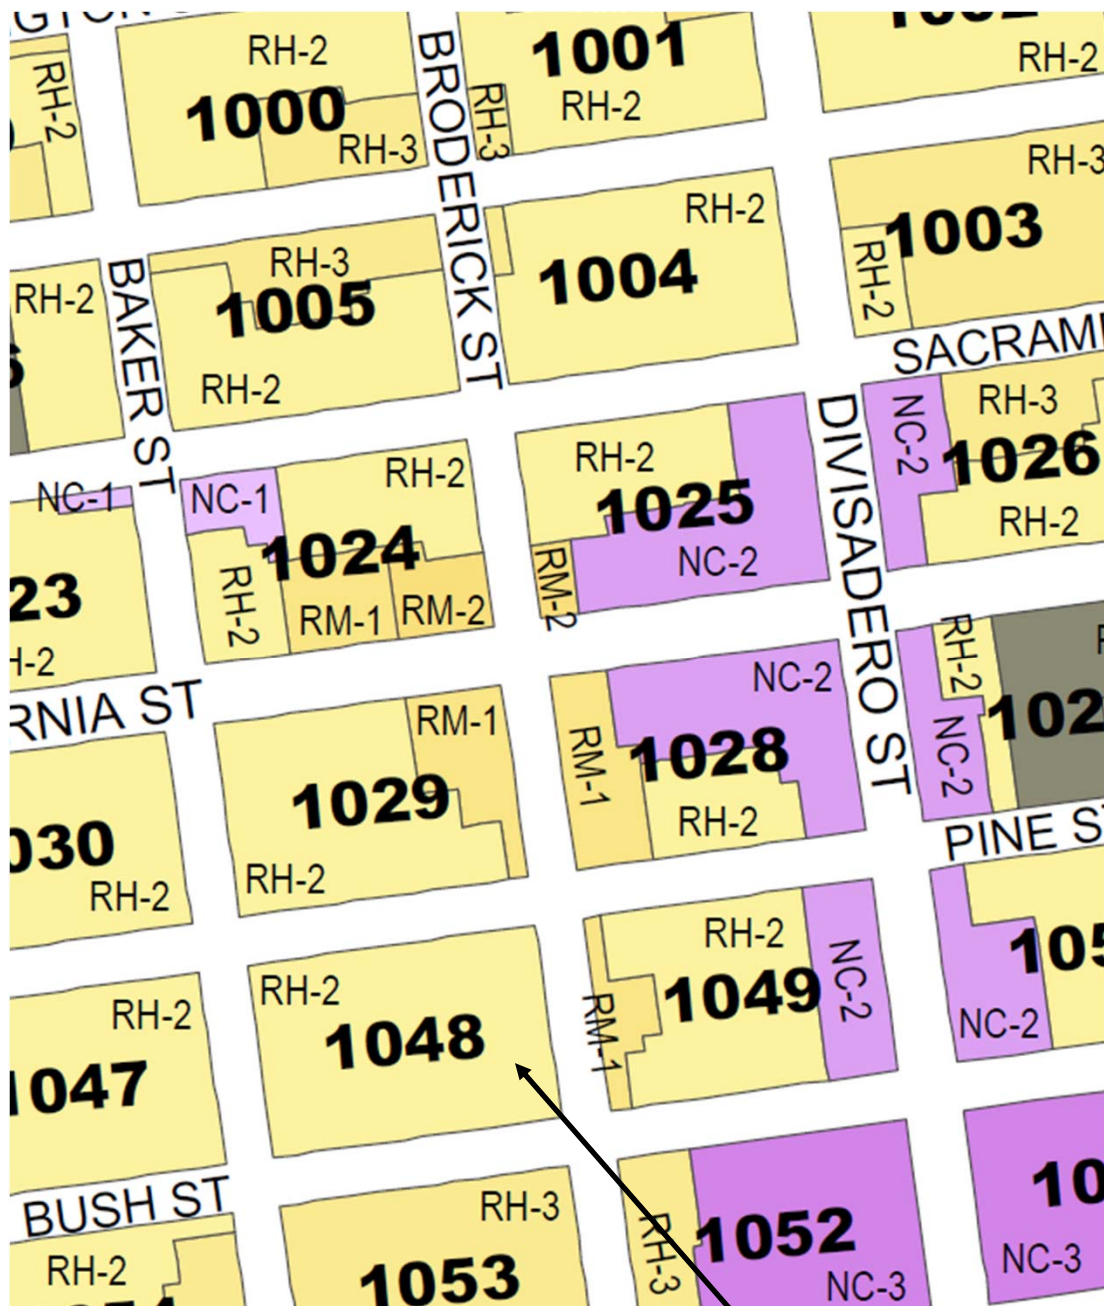 RH-2
BRODERICK ST
1001
RH-2
RH-2
RH-2
1000
RH-3
RH-3
RH-2
RH-3
1003
RH-2
RH-3
1004
RH-2
BAKER ST
RH-2
1005
RH-2
SACRAM
NC-2
RH-3
1026
RH-2
DIVISADERO ST
NC-1
NC-1
RH-2
RH-2
1025
NC-2
1024
RH-2
RM-1
RM-2
RM-2
23
H-2
RNIA ST
RM-1
1029
RH-2
NC-2
RM-1
1028
RH-2
RH-2
NC-2
102
PINE S
030
RH-2
RH-2
1049
NC-2
RM-1
105
NC-2
RH-2
1048
RH-2
1047
BUSH ST
RH-2
RH-3
1053
RH-3
1052
NC-3
10
NC-3